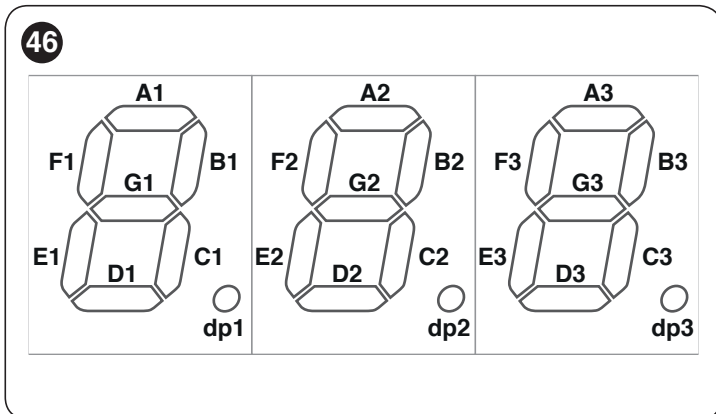 46
A1 A2 A3
F1 B1 F2 B2 F3 B3
G1 G2 G3
E1 C1 E2 C2 E3 C3
D1 D2 D3
dp1 dp2 dp3